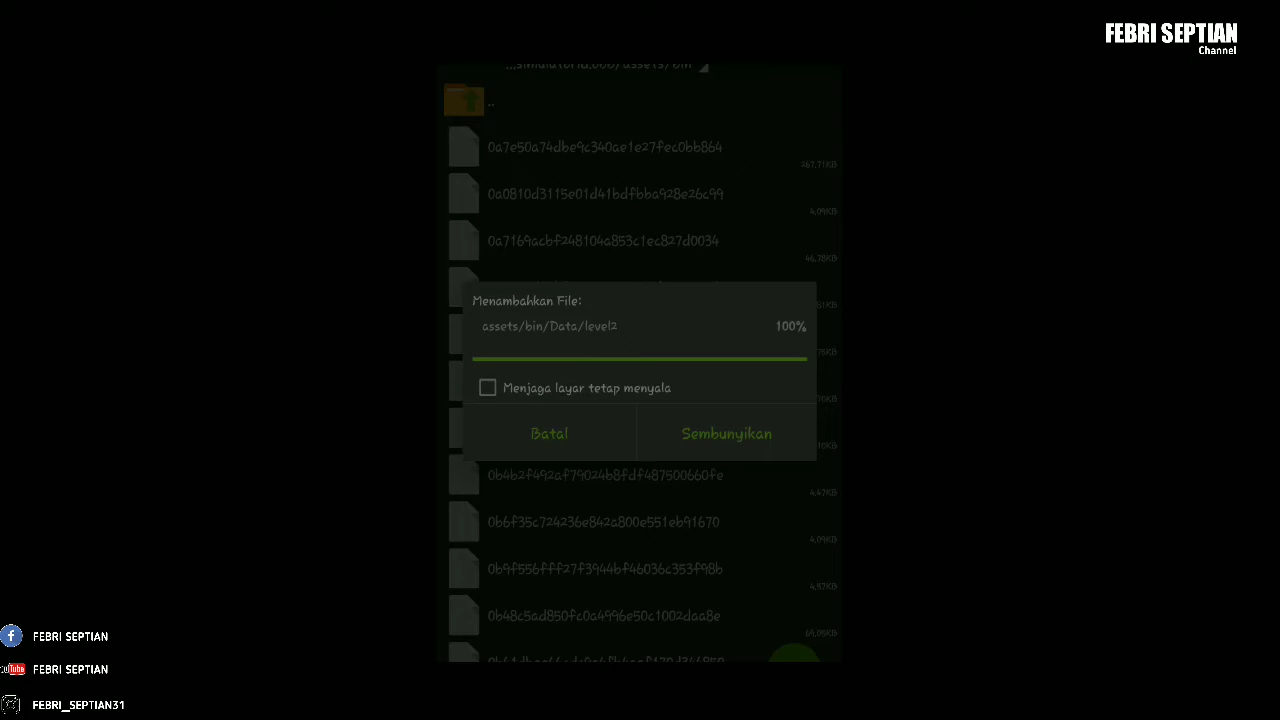 FEBRI SEPTIAN
Channel
..
0a7e50a74dbe9c340ae1e27fec0bb864
267,71KB
0a0810d3115e01d41bdfbba928e26c99
4,09KB
0a7169acbf248104a853c1ec827d0034
46,78KB
Menambahkan File:
assets/bin/Data/level2
100%
Menjaga layar tetap menyala
Batal
Sembunyikan
0b4b2f492af79024b8fdf487500660fe
4,47KB
0b6f35c724236e842a800e551eb91670
4,09KB
0b9f556fff27f3944bf46036c353f98b
4,57KB
0b48c5ad850fc0a4996e50c1002daa8e
FEBRI SEPTIAN
FEBRI SEPTIAN
FEBRI_SEPTIAN31